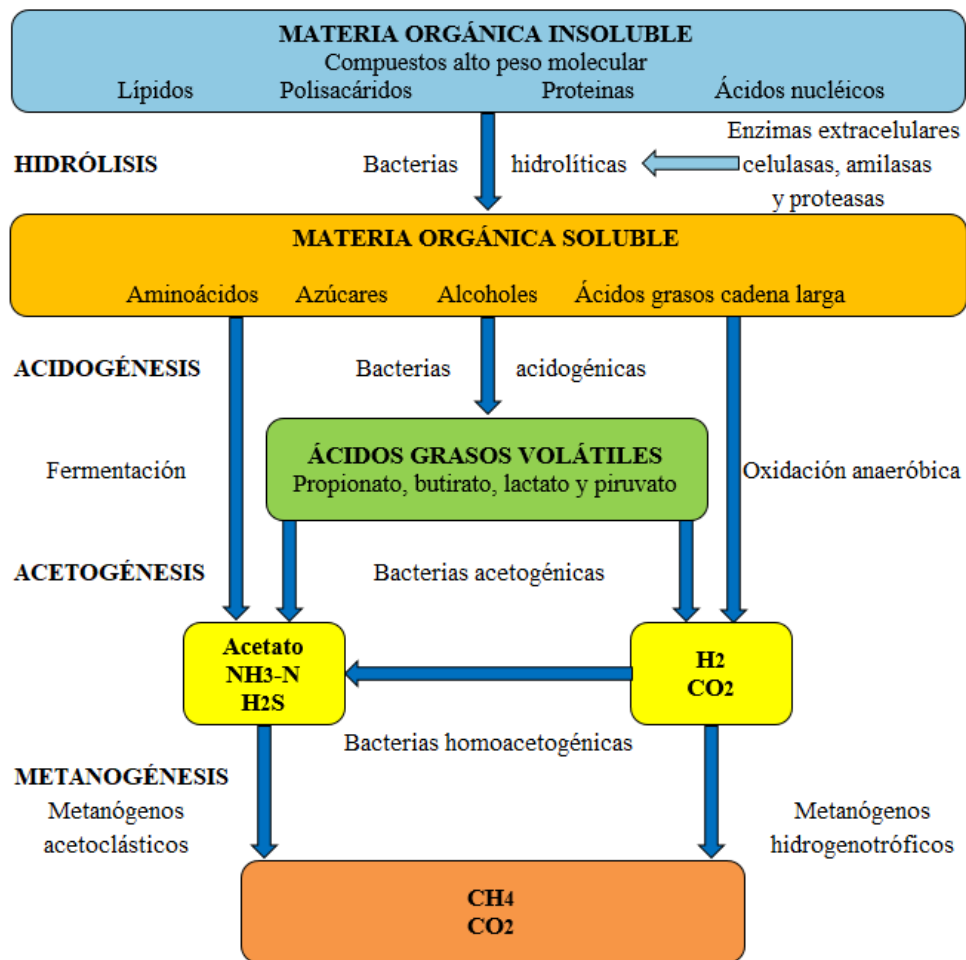 MATERIA ORGÁNICA INSOLUBLE
Compuestos alto peso molecular
Lípidos Polisacáridos Proteinas Ácidos nucléicos
HIDRÓLISIS
Bacterias hidrolíticas
Enzimas extracelulares
celulasas, amilasas
y proteasas
MATERIA ORGÁNICA SOLUBLE
Aminoácidos Azúcares Alcoholes Ácidos grasos cadena larga
ACIDOGÉNESIS
Bacterias acidogénicas
Fermentación
ÁCIDOS GRASOS VOLÁTILES
Propionato, butirato, lactato y piruvato
Oxidación anaeróbica
ACETOGÉNESIS
Bacterias acetogénicas
Acetato
NH3-N
H2S
H2
CO2
Bacterias homoacetogénicas
METANOGÉNESIS
Metanógenos
acetoclásticos
Metanógenos
hidrogenotróficos
CH4
CO2